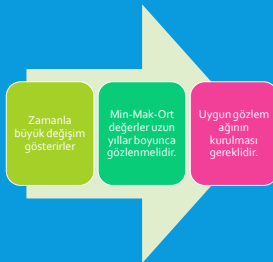 Zamanla
büyük değişim
gösterirler
Min-Mak-Ort
değerler uzun
yıllar boyunca
gözlenmelidir.
Uygun gözlem
ağının
kurulması
gereklidir.